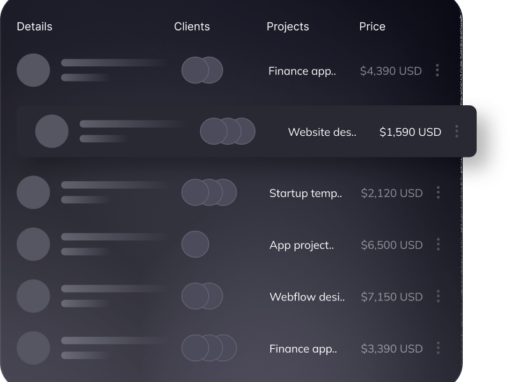 Details Clients Projects Price
Finance app.. $4,390 USD
Website des.. $1,590 USD
Startup temp.. $2,120 USD
App project.. $6,500 USD
Webflow desi.. $7,150 USD
Finance app.. $3,390 USD